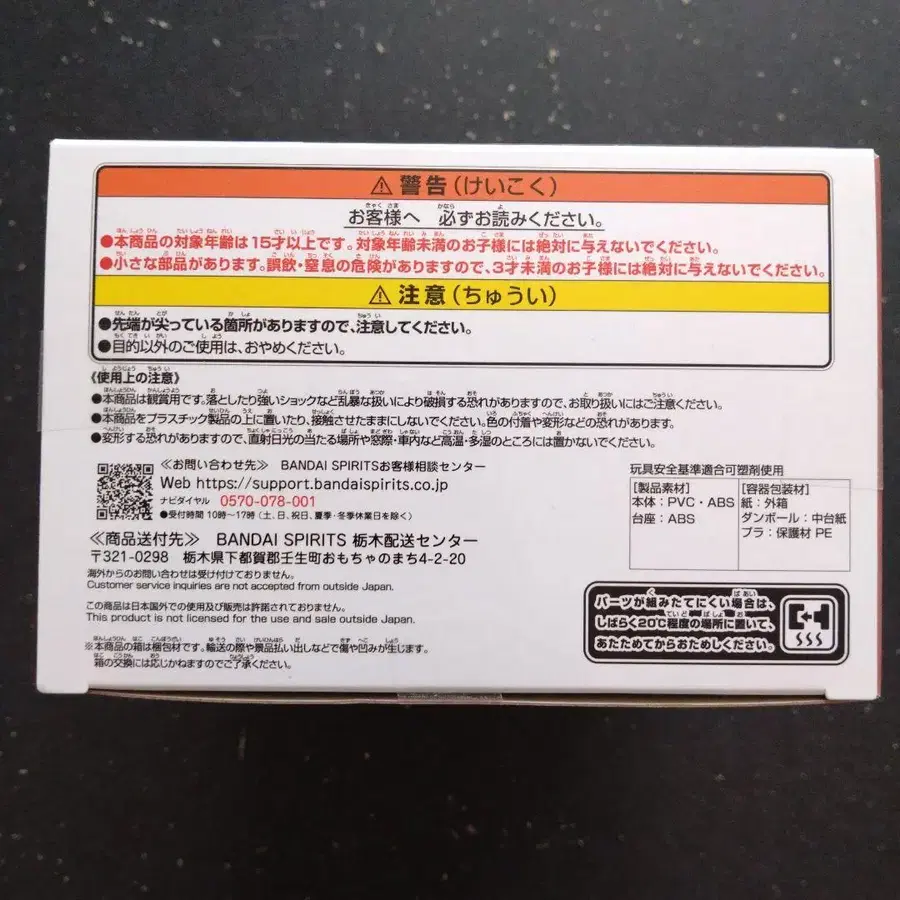 ⚠ 警告(けいこく)
お客様へ 必ずお読みください。
●本商品の対象年齢は15才以上です。対象年齢未満のお子様には絶対に与えないでください。
●小さな部品があります。誤飲・窒息の危険がありますので、3才未満のお子様には絶対に与えないでください。
⚠ 注意(ちゅうい)
●先端が尖っている箇所がありますので、注意してください。
●目的以外のご使用は、おやめください。
《使用上の注意》
●本商品は観賞用です。落としたり強いショックなど乱暴な扱いにより破損する恐れがありますので、お取り扱いにはご注意ください。
●本商品をプラスチック製品の上に置いたり、接触させたままにしないでください。色の付着や変形などの恐れがあります。
●変形する恐れがありますので、直射日光の当たる場所や窓際・車内など高温・多湿のところには置かないでください。
≪お問い合わせ先≫ BANDAI SPIRITSお客様相談センター
Web https://support.bandaispirits.co.jp
ナビダイヤル 0570-078-001
●受付時間 10時~17時(土、日、祝日、夏季・冬季休業日を除く)
≪商品送付先≫ BANDAI SPIRITS 栃木配送センター
〒321-0298 栃木県下都賀郡壬生町おもちゃのまち4-2-20
海外からのお問い合わせは受け付けておりません。
Customer service inquiries are not accepted from outside Japan.
この商品は日本国外での使用及び販売は許諾されておりません。
This product is not licensed for the use and sale outside Japan.
※本商品の箱は梱包材です。輸送の際や景品払い出しなどで傷や凹みが生じます。
箱の交換には応じかねますのでご了承ください。
玩具安全基準適合可塑剤使用
[製品素材]
本体:PVC・ABS
台座:ABS
[容器包装材]
紙:外箱
ダンボール:中台紙
プラ:保護材 PE
パーツが組みたてにくい場合は、
しばらく20℃程度の場所に置いて、
あたためてからおためしください。